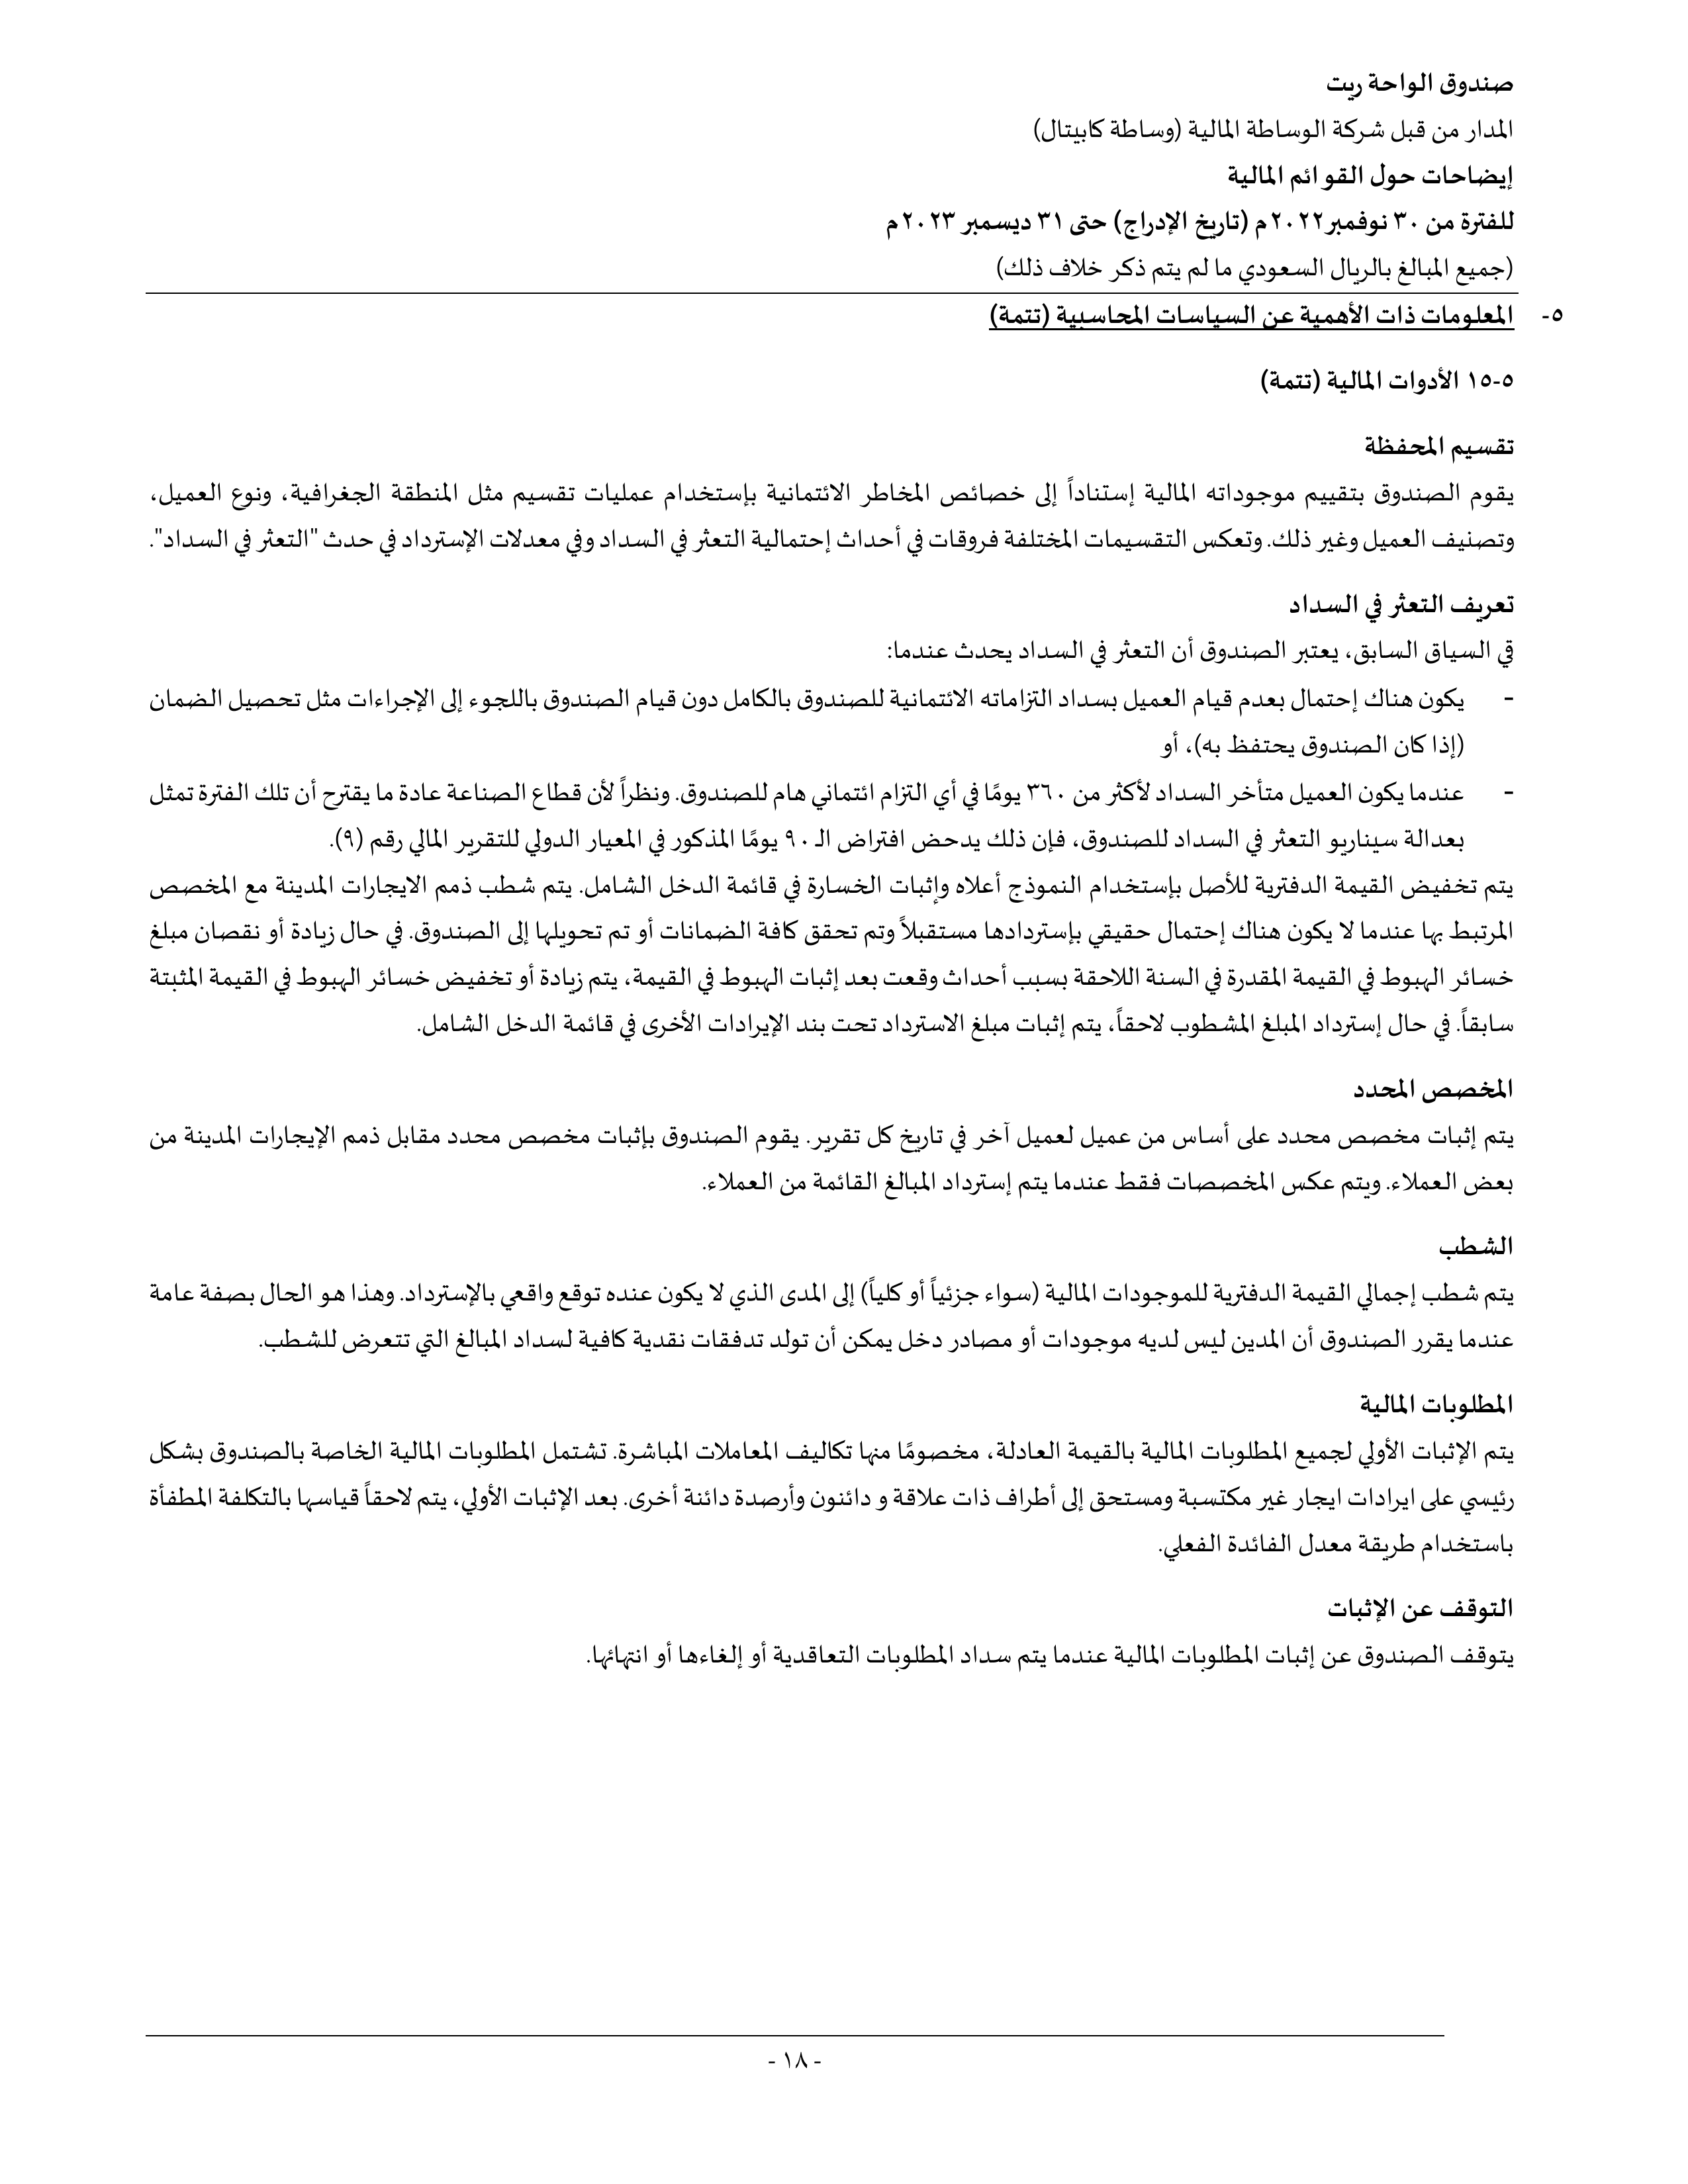 صندوق الواحة ريت
المدار من قبل شركة الوساطة المالية (وساطة كابيتال)
إيضاحات حول القوائم المالية
للفترة من ٣٠ نوفمبر٢٠٢٢م (تاريخ الإدراج) حتى ٣١ ديسمبر ٢٠٢٣م
(جميع المبالغ بالريال السعودي ما لم يتم ذكر خلاف ذلك)
٥- المعلومات ذات الأهمية عن السياسات المحاسبية (تتمة)
٥-١٥ الأدوات المالية (تتمة)
تقسيم المحفظة
يقوم الصندوق بتقييم موجوداته المالية إستناداً إلى خصائص المخاطر الائتمانية بإستخدام عمليات تقسيم مثل المنطقة الجغرافية، ونوع العميل،
وتصنيف العميل وغير ذلك. وتعكس التقسيمات المختلفة فروقات في أحداث إحتمالية التعثر في السداد وفي معدلات الإسترداد في حدث "التعثر في السداد".
تعريف التعثر في السداد
في السياق السابق، يعتبر الصندوق أن التعثر في السداد يحدث عندما:
- يكون هناك إحتمال بعدم قيام العميل بسداد التزاماته الائتمانية للصندوق بالكامل دون قيام الصندوق باللجوء إلى الإجراءات مثل تحصيل الضمان
(إذا كان الصندوق يحتفظ به)، أو
- عندما يكون العميل متأخر السداد لأكثر من ٣٦٠ يومًا في أي التزام ائتماني هام للصندوق. ونظراً لأن قطاع الصناعة عادة ما يقترح أن تلك الفترة تمثل
بعدالة سيناريو التعثر في السداد للصندوق، فإن ذلك يدحض افتراض الـ ٩٠ يومًا المذكور في المعيار الدولي للتقرير المالي رقم (٩).
يتم تخفيض القيمة الدفترية للأصل بإستخدام النموذج أعلاه وإثبات الخسارة في قائمة الدخل الشامل. يتم شطب ذمم الايجارات المدينة مع المخصص
المرتبط بها عندما لا يكون هناك إحتمال حقيقي بإستردادها مستقبلاً وتم تحقق كافة الضمانات أو تم تحويلها إلى الصندوق. في حال زيادة أو نقصان مبلغ
خسائر الهبوط في القيمة المقدرة في السنة اللاحقة بسبب أحداث وقعت بعد إثبات الهبوط في القيمة، يتم زيادة أو تخفيض خسائر الهبوط في القيمة المثبتة
سابقاً. في حال إسترداد المبلغ المشطوب لاحقاً، يتم إثبات مبلغ الاسترداد تحت بند الإيرادات الأخرى في قائمة الدخل الشامل.
المخصص المحدد
يتم إثبات مخصص محدد على أساس من عميل لعميل آخر في تاريخ كل تقرير. يقوم الصندوق بإثبات مخصص محدد مقابل ذمم الإيجارات المدينة من
بعض العملاء. ويتم عكس المخصصات فقط عندما يتم إسترداد المبالغ القائمة من العملاء.
الشطب
يتم شطب إجمالي القيمة الدفترية للموجودات المالية (سواء جزئياً أو كلياً) إلى المدى الذي لا يكون عنده توقع واقعي بالإسترداد. وهذا هو الحال بصفة عامة
عندما يقرر الصندوق أن المدين ليس لديه موجودات أو مصادر دخل يمكن أن تولد تدفقات نقدية كافية لسداد المبالغ التي تتعرض للشطب.
المطلوبات المالية
يتم الإثبات الأولي لجميع المطلوبات المالية بالقيمة العادلة، مخصومًا منها تكاليف المعاملات المباشرة. تشتمل المطلوبات المالية الخاصة بالصندوق بشكل
رئيسي على ايرادات ايجار غير مكتسبة ومستحق إلى أطراف ذات علاقة و دائنون وأرصدة دائنة أخرى. بعد الإثبات الأولي، يتم لاحقاً قياسها بالتكلفة المطفأة
باستخدام طريقة معدل الفائدة الفعلي.
التوقف عن الإثبات
يتوقف الصندوق عن إثبات المطلوبات المالية عندما يتم سداد المطلوبات التعاقدية أو إلغاءها أو انتهائها.
- ١٨ -